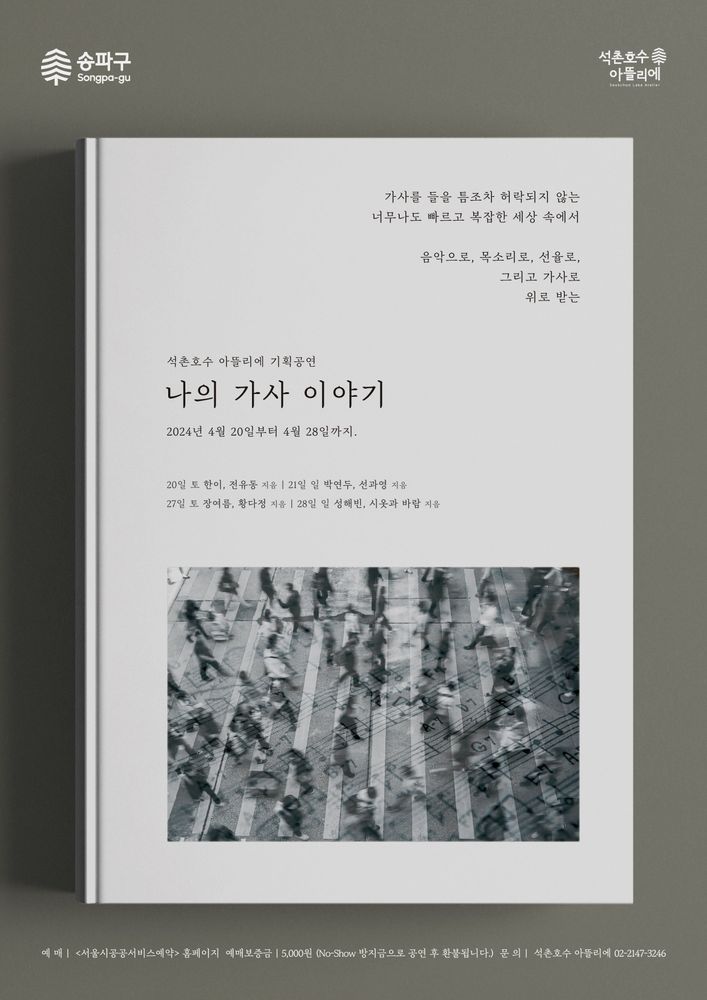 송파구
Songpa-gu
석촌호수
아뜰리에
Seokchon Lake Atelier
가사를 들을 틈조차 허락되지 않는
너무나도 빠르고 복잡한 세상 속에서
음악으로, 목소리로, 선율로,
그리고 가사로
위로 받는
석촌호수 아뜰리에 기획공연
나의 가사 이야기
2024년 4월 20일부터 4월 28일까지.
20일 토 한이, 전유동 지음 | 21일 일 박연두, 선과영 지음
27일 토 장여름, 황다정 지음 | 28일 일 성해빈, 시옷과 바람 지음
예 매 | <서울시공공서비스예약> 홈페이지 예매보증금 | 5,000원 (No-Show 방지금으로 공연 후 환불됩니다.) 문 의 | 석촌호수 아뜰리에 02-2147-3246